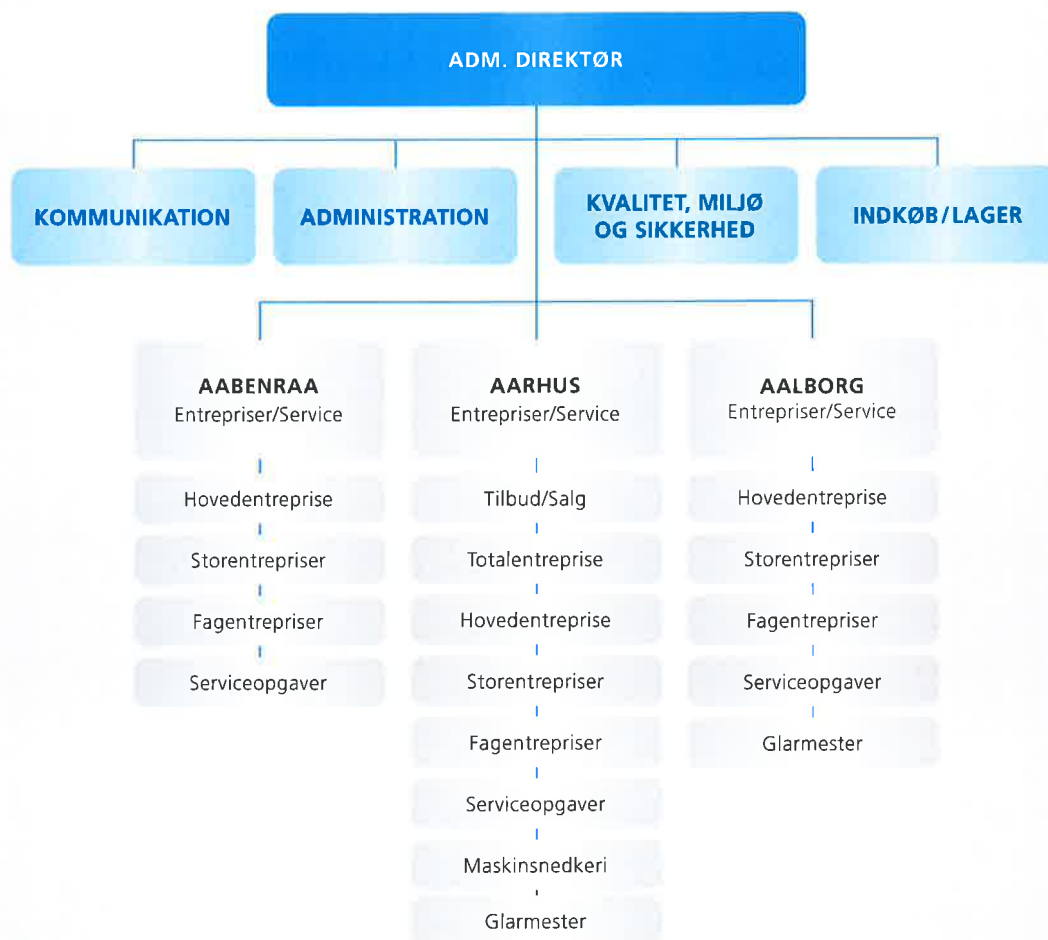 ADM. DIREKTØR
KOMMUNIKATION
ADMINISTRATION
KVALITET, MILJØ
OG SIKKERHED
INDKØB/LAGER
AABENRAA
Entrepriser/Service
Hovedentreprise
Storentrepriser
Fagentrepriser
Serviceopgaver
AARHUS
Entrepriser/Service
Tilbud/Salg
Totalentreprise
Hovedentreprise
Storentrepriser
Fagentrepriser
Serviceopgaver
Maskinsnedkeri
Glarmester
AALBORG
Entrepriser/Service
Hovedentreprise
Storentrepriser
Fagentrepriser
Serviceopgaver
Glarmester